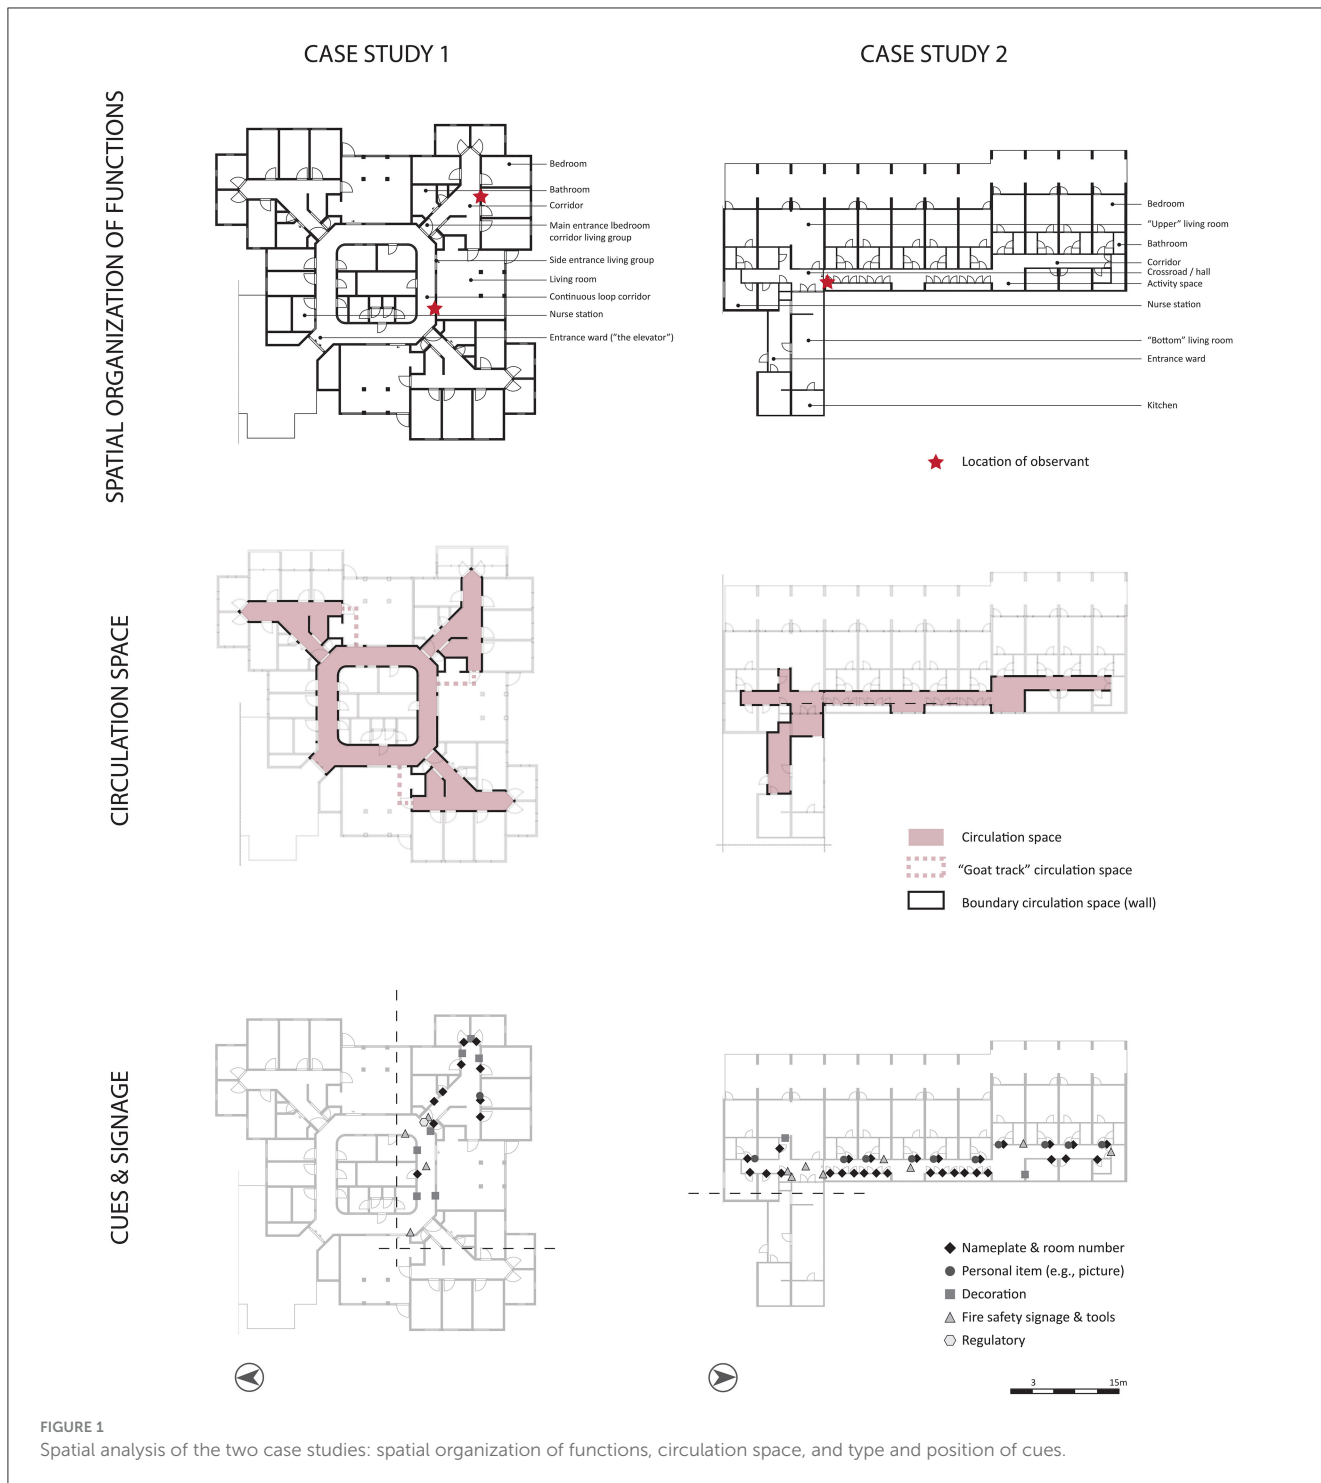 CASE STUDY 1
CASE STUDY 2
SPATIAL ORGANIZATION OF FUNCTIONS
Bedroom
Bathroom
Corridor
Main entrance lbedroom
corridor living group
Side entrance living group
Living room
Continuous loop corridor
Nurse station
Entrance ward ("the elevator")
Bedroom
"Upper" living room
Bathroom
Corridor
Crossroad / hall
Activity space
Nurse station
"Bottom" living room
Entrance ward
Kitchen
Location of observant
CIRCULATION SPACE
Circulation space
"Goat track" circulation space
Boundary circulation space (wall)
CUES & SIGNAGE
Nameplate & room number
Personal item (e.g., picture)
Decoration
Fire safety signage & tools
Regulatory
3 15m
FIGURE 1
Spatial analysis of the two case studies: spatial organization of functions, circulation space, and type and position of cues.